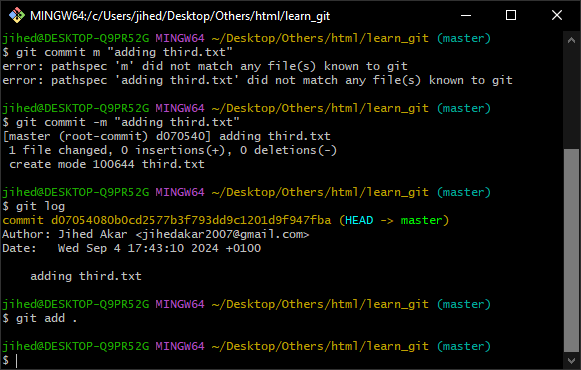 MINGW64:/c/Users/jihed/Desktop/Others/html/learn_git
jihed@DESKTOP-Q9PR52G MINGW64 ~/Desktop/Others/html/learn_git (master)
$ git commit m "adding third.txt"
error: pathspec 'm' did not match any file(s) known to git
error: pathspec 'adding third.txt' did not match any file(s) known to git
jihed@DESKTOP-Q9PR52G MINGW64 ~/Desktop/Others/html/learn_git (master)
$ git commit -m "adding third.txt"
[master (root-commit) d070540] adding third.txt
 1 file changed, 0 insertions(+), 0 deletions(-)
 create mode 100644 third.txt
jihed@DESKTOP-Q9PR52G MINGW64 ~/Desktop/Others/html/learn_git (master)
$ git log
commit d07054080b0cd2577b3f793dd9c1201d9f947fba (HEAD -> master)
Author: Jihed Akar <jihedakar2007@gmail.com>
Date:   Wed Sep 4 17:43:10 2024 +0100
    adding third.txt
jihed@DESKTOP-Q9PR52G MINGW64 ~/Desktop/Others/html/learn_git (master)
$ git add .
jihed@DESKTOP-Q9PR52G MINGW64 ~/Desktop/Others/html/learn_git (master)
$